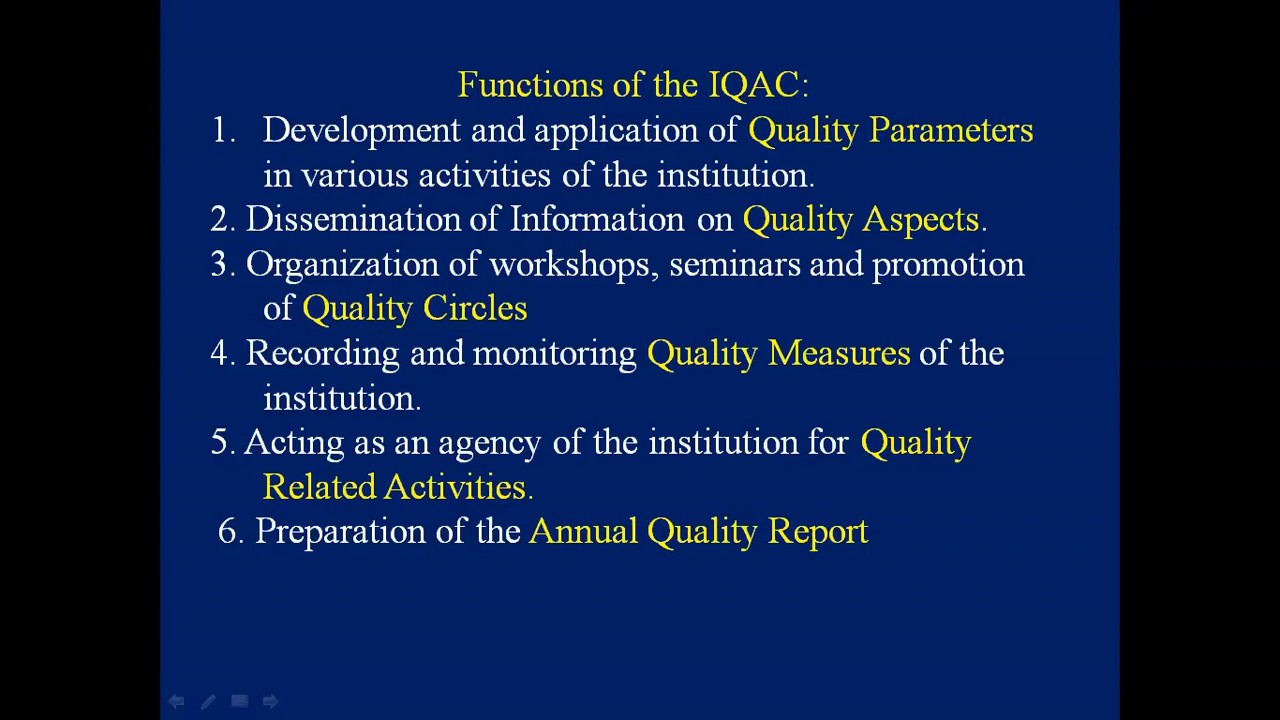 Functions of the IQAC:
1. Development and application of Quality Parameters
in various activities of the institution.
2. Dissemination of Information on Quality Aspects.
3. Organization of workshops, seminars and promotion
of Quality Circles
4. Recording and monitoring Quality Measures of the
institution.
5. Acting as an agency of the institution for Quality
Related Activities.
6. Preparation of the Annual Quality Report